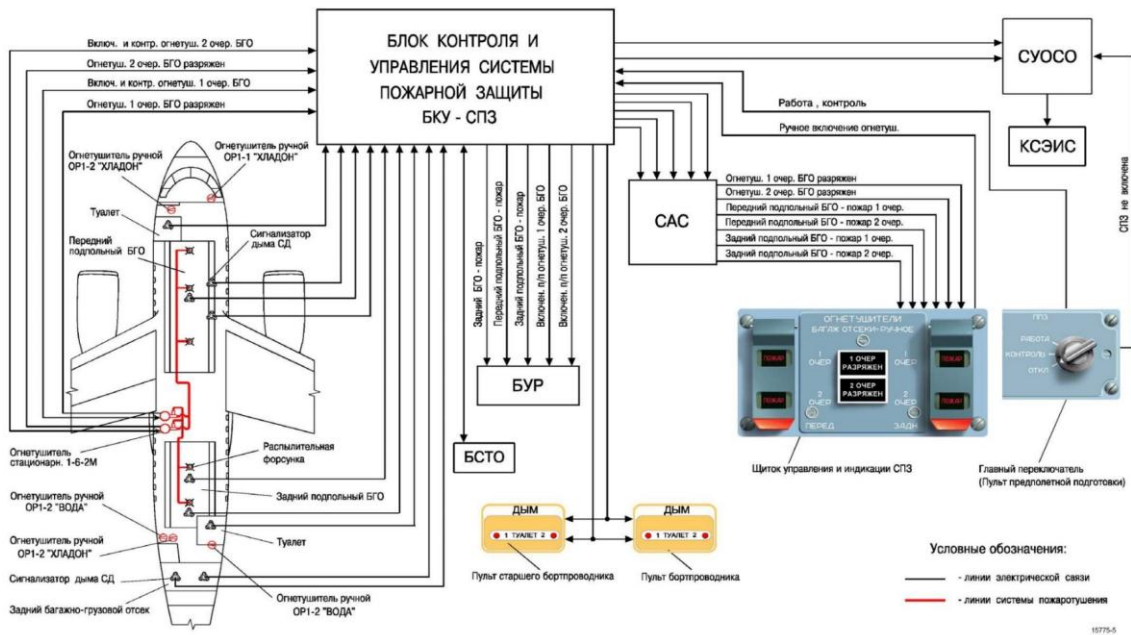 Включ. и контр. огнетуш. 2 очер. БГО
Огнетуш. 2 очер. БГО разряжен
Включ. и контр. огнетуш. 1 очер. БГО
Огнетуш. 1 очер. БГО разряжен
БЛОК КОНТРОЛЯ И
УПРАВЛЕНИЯ СИСТЕМЫ
ПОЖАРНОЙ ЗАЩИТЫ
БКУ - СПЗ
СУОСО
КСЭИС
Работа , контроль
Ручное включение огнетуш.
СПЗ не включена
Огнетушитель ручной
ОР1-2 "ХЛАДОН"
Огнетушитель ручной
ОР1-1 "ХЛАДОН"
Туалет
Передний
подпольный БГО
Сигнализатор
дыма СД
САС
Огнетуш. 1 очер. БГО разряжен
Огнетуш. 2 очер. БГО разряжен
Передний подпольный БГО - пожар 1 очер.
Передний подпольный БГО - пожар 2 очер.
Задний подпольный БГО - пожар 1 очер.
Задний подпольный БГО - пожар 2 очер.
Задний БГО - пожар
Передний подпольный БГО - пожар
Задний подпольный БГО - пожар
Включен. п/п огнетуш. 1 очер. БГО
Включен. п/п огнетуш. 2 очер. БГО
БУР
БСТО
ОГНЕТУШИТЕЛИ
БАГАЖ ОТСЕКИ-РУЧНОЕ
ПОЖАР
1
ОЧЕР
1 ОЧЕР
РАЗРЯЖЕН
1
ОЧЕР
ПОЖАР
ПОЖАР
2
ОЧЕР
2 ОЧЕР
РАЗРЯЖЕН
2
ОЧЕР
ПОЖАР
ПЕРЕД
ЗАДН
Щиток управления и индикации СПЗ
ППЗ
РАБОТА
КОНТРОЛЬ
ОТКЛ
Главный переключатель
(Пульт предполетной подготовки)
Огнетушитель
стационарн. 1-6-2М
Распылительная
форсунка
Задний подпольный БГО
Огнетушитель ручной
ОР1-2 "ВОДА"
Огнетушитель ручной
ОР1-2 "ХЛАДОН"
Туалет
Сигнализатор дыма СД
Задний багажно-грузовой отсек
Огнетушитель ручной
ОР1-2 "ВОДА"
ДЫМ
1 ТУАЛЕТ 2
Пульт старшего бортпроводника
ДЫМ
1 ТУАЛЕТ 2
Пульт бортпроводника
Условные обозначения:
- линии электрической связи
- линии системы пожаротушения
15775-5